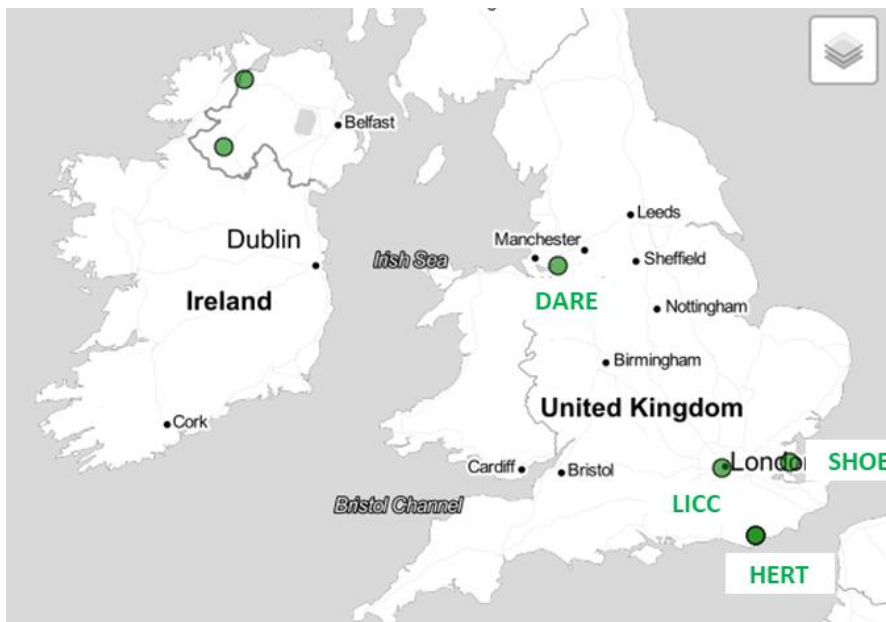 Belfast
Leeds
Dublin
Manchester
Irish Sea
Sheffield
Ireland
DARE
Nottingham
Birmingham
United Kingdom
Cork
Cardiff
Bristol
London
SHOE
Bristol Channel
LICC
HERT